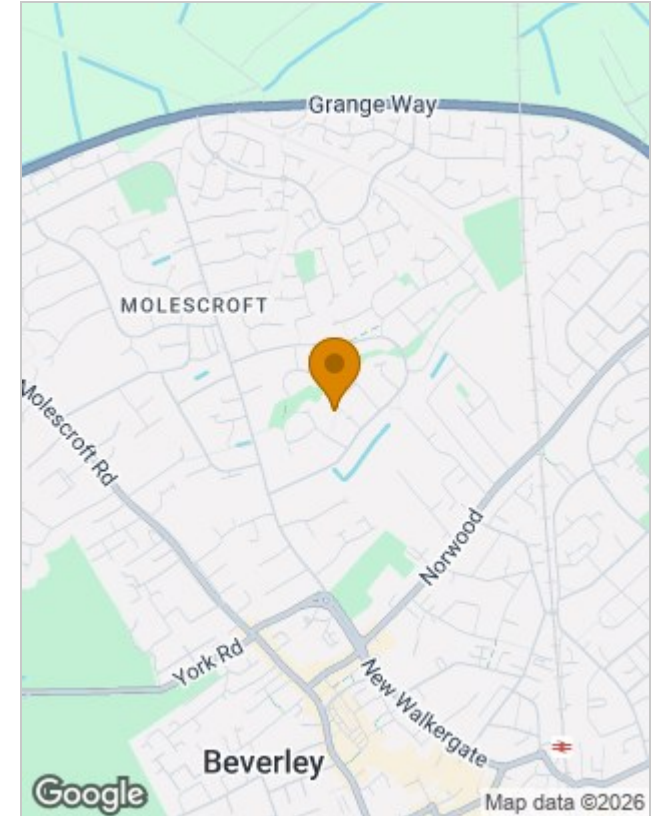 Grange Way
MOLESCROFT
Molescroft Rd
Norwood
York Rd
New Walkergate
Beverley
Google
Map data ©2026